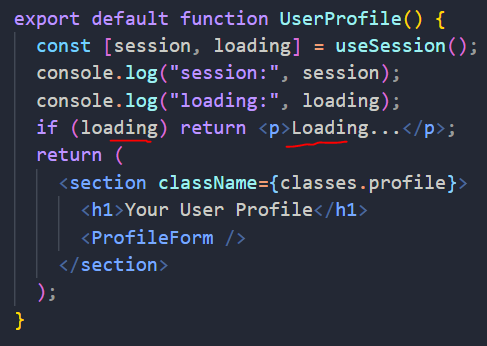 export default function UserProfile() {
  const [session, loading] = useSession();
  console.log("session:", session);
  console.log("loading:", loading);
  if (loading) return <p>Loading...</p>;
  return (
    <section className={classes.profile}>
      <h1>Your User Profile</h1>
      <ProfileForm />
    </section>
  );
}